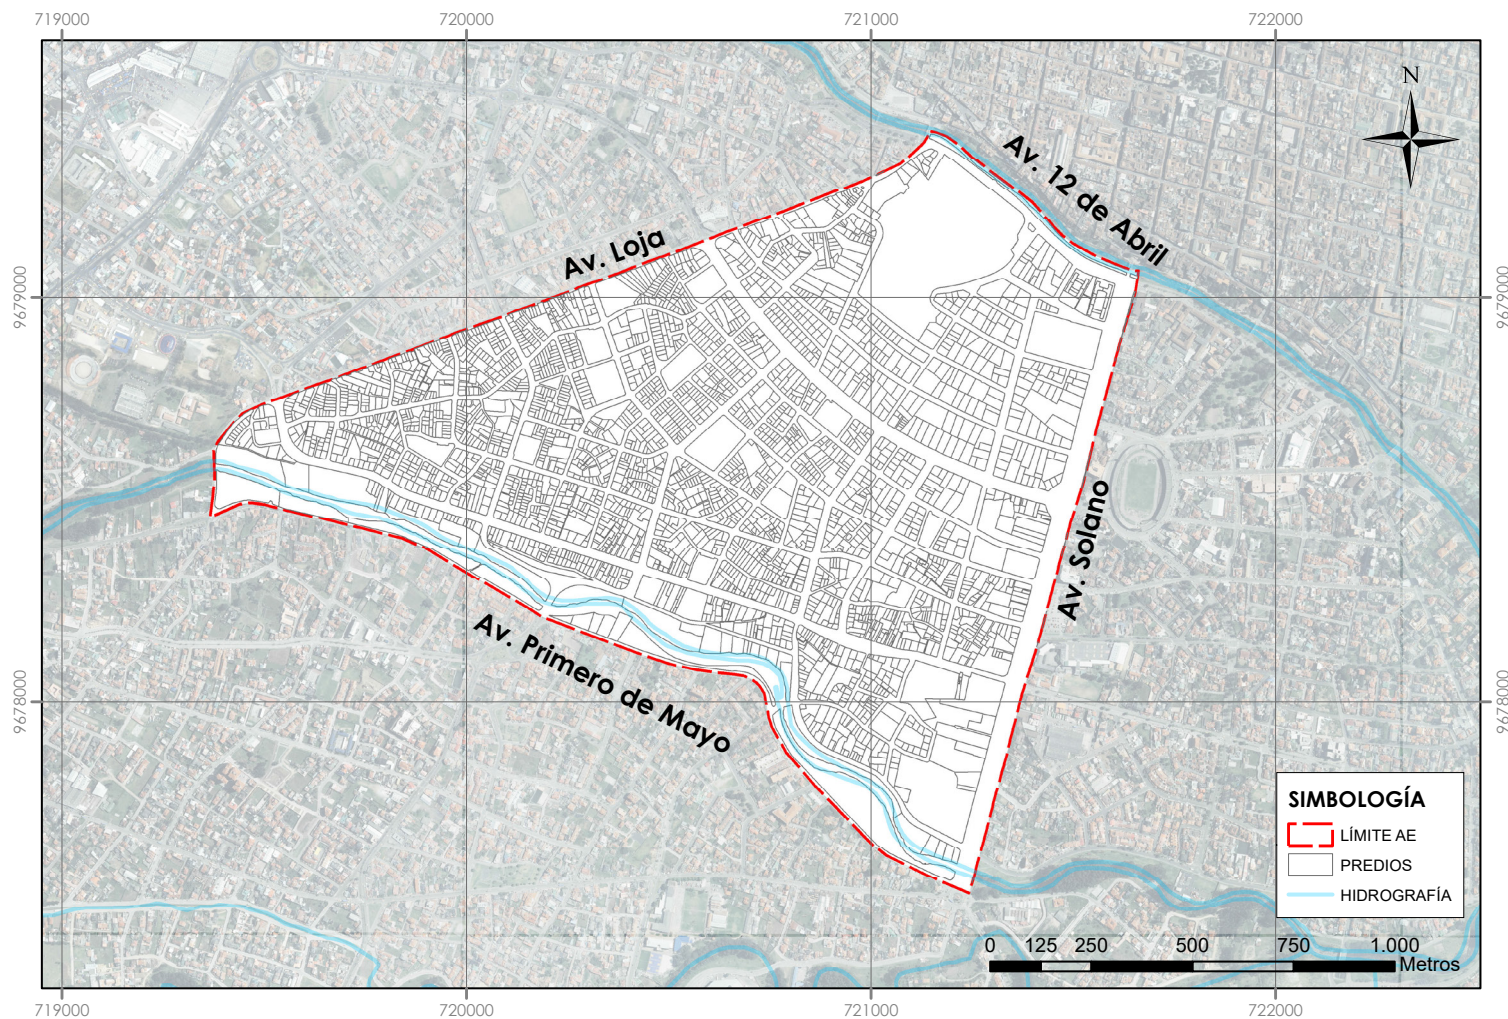 719000
720000
721000
722000
N
Av. 12 de Abril
Av. Loja
9679000
9679000
Av. Solano
Av. Primero de Mayo
9678000
9678000
SIMBOLOGÍA
LÍMITE AE
PREDIOS
HIDROGRAFÍA
0 125 250 500 750 1.000
Metros
719000
720000
721000
722000